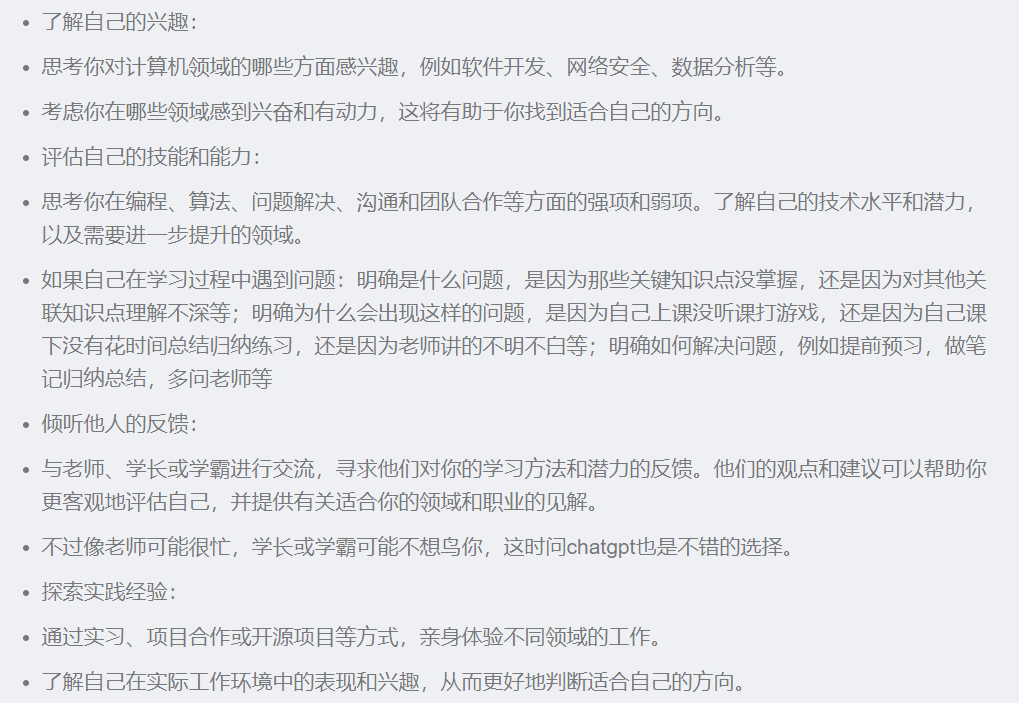 • 了解自己的兴趣：
• 思考你对计算机领域的哪些方面感兴趣，例如软件开发、网络安全、数据分析等。
• 考虑你在哪些领域感到兴奋和有动力，这将有助于你找到适合自己的方向。
• 评估自己的技能和能力：
• 思考你在编程、算法、问题解决、沟通和团队合作等方面的强项和弱项。了解自己的技术水平和潜力，
以及需要进一步提升的领域。
• 如果自己在学习过程中遇到问题：明确是什么问题，是因为那些关键知识点没掌握，还是因为对其他关
联知识点理解不深等；明确为什么会出现这样的问题，是因为自己上课没听课打游戏，还是因为自己课
下没有花时间总结归纳练习，还是因为老师讲的不明不白等；明确如何解决问题，例如提前预习，做笔
记归纳总结，多问老师等
• 倾听他人的反馈：
• 与老师、学长或学霸进行交流，寻求他们对你的学习方法和潜力的反馈。他们的观点和建议可以帮助你
更客观地评估自己，并提供有关适合你的领域和职业的见解。
• 不过像老师可能很忙，学长或学霸可能不想鸟你，这时问chatgpt也是不错的选择。
• 探索实践经验：
• 通过实习、项目合作或开源项目等方式，亲身体验不同领域的工作。
• 了解自己在实际工作环境中的表现和兴趣，从而更好地判断适合自己的方向。